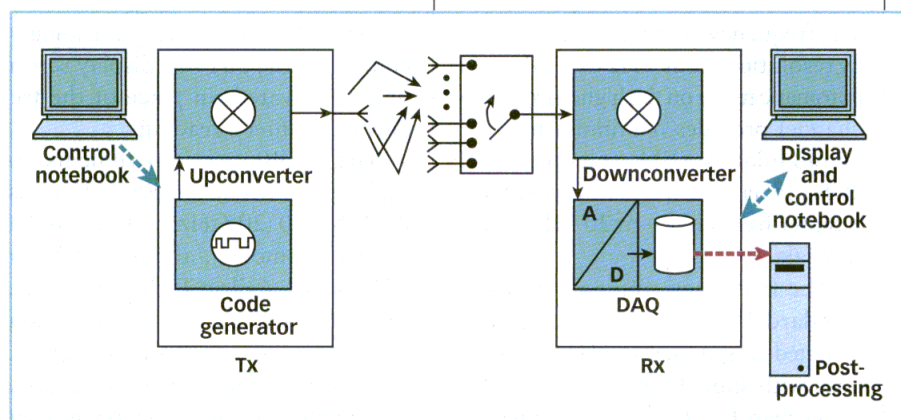 Control
notebook
Upconverter
Code
generator
Tx
Downconverter
A
D
DAQ
Rx
Display
and
control
notebook
Post-
processing